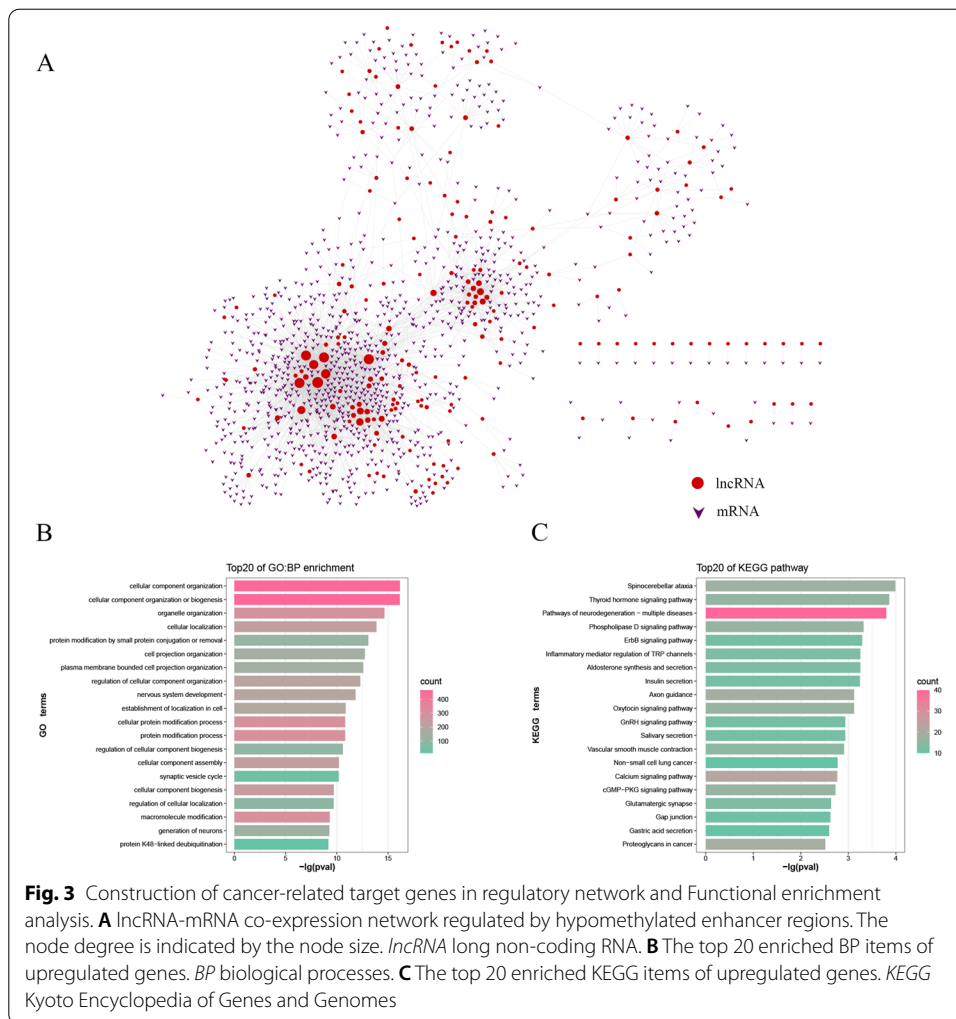 A
lncRNA
mRNA
B
Top20 of GO:BP enrichment
cellular component organization
cellular component organization or biogenesis
organelle organization
cellular localization
protein modification by small protein conjugation or removal
cell projection organization
plasma membrane bounded cell projection organization
regulation of cellular component organization
nervous system development
establishment of localization in cell
cellular protein modification process
protein modification process
regulation of cellular component biogenesis
cellular component assembly
synaptic vesicle cycle
cellular component biogenesis
regulation of cellular localization
macromolecule modification
generation of neurons
protein K48-linked deubiquitination
GO terms
0 5 10 15
−lg(pval)
count
400
300
200
100
C
Top20 of KEGG pathway
Spinocerebellar ataxia
Thyroid hormone signaling pathway
Pathways of neurodegeneration − multiple diseases
Phospholipase D signaling pathway
ErbB signaling pathway
Inflammatory mediator regulation of TRP channels
Aldosterone synthesis and secretion
Insulin secretion
Axon guidance
Oxytocin signaling pathway
GnRH signaling pathway
Salivary secretion
Vascular smooth muscle contraction
Non-small cell lung cancer
Calcium signaling pathway
cGMP-PKG signaling pathway
Glutamatergic synapse
Gap junction
Gastric acid secretion
Proteoglycans in cancer
KEGG terms
0 1 2 3 4
−lg(pval)
count
40
30
20
10
Fig. 3 Construction of cancer-related target genes in regulatory network and Functional enrichment
analysis. A lncRNA-mRNA co-expression network regulated by hypomethylated enhancer regions. The
node degree is indicated by the node size. lncRNA long non-coding RNA. B The top 20 enriched BP items of
upregulated genes. BP biological processes. C The top 20 enriched KEGG items of upregulated genes. KEGG
Kyoto Encyclopedia of Genes and Genomes